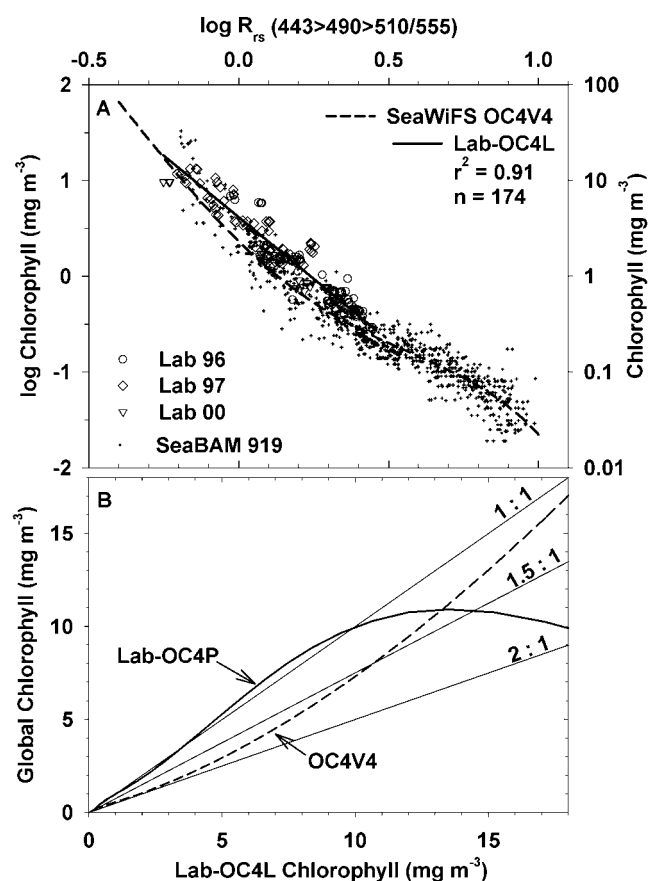 log Rrs (443>490>510/555)
-0.5 0.0 0.5 1.0
2 100
A
SeaWiFS OC4V4
Lab-OC4L
r² = 0.91
n = 174
1 10
0 1
-1 0.1
-2 0.01
log Chlorophyll (mg m⁻³)
Chlorophyll (mg m⁻³)
Lab 96
Lab 97
Lab 00
SeaBAM 919
B
1 : 1
1.5 : 1
2 : 1
15
10
5
0
Global Chlorophyll (mg m⁻³)
Lab-OC4P
OC4V4
0 5 10 15
Lab-OC4L Chlorophyll (mg m⁻³)